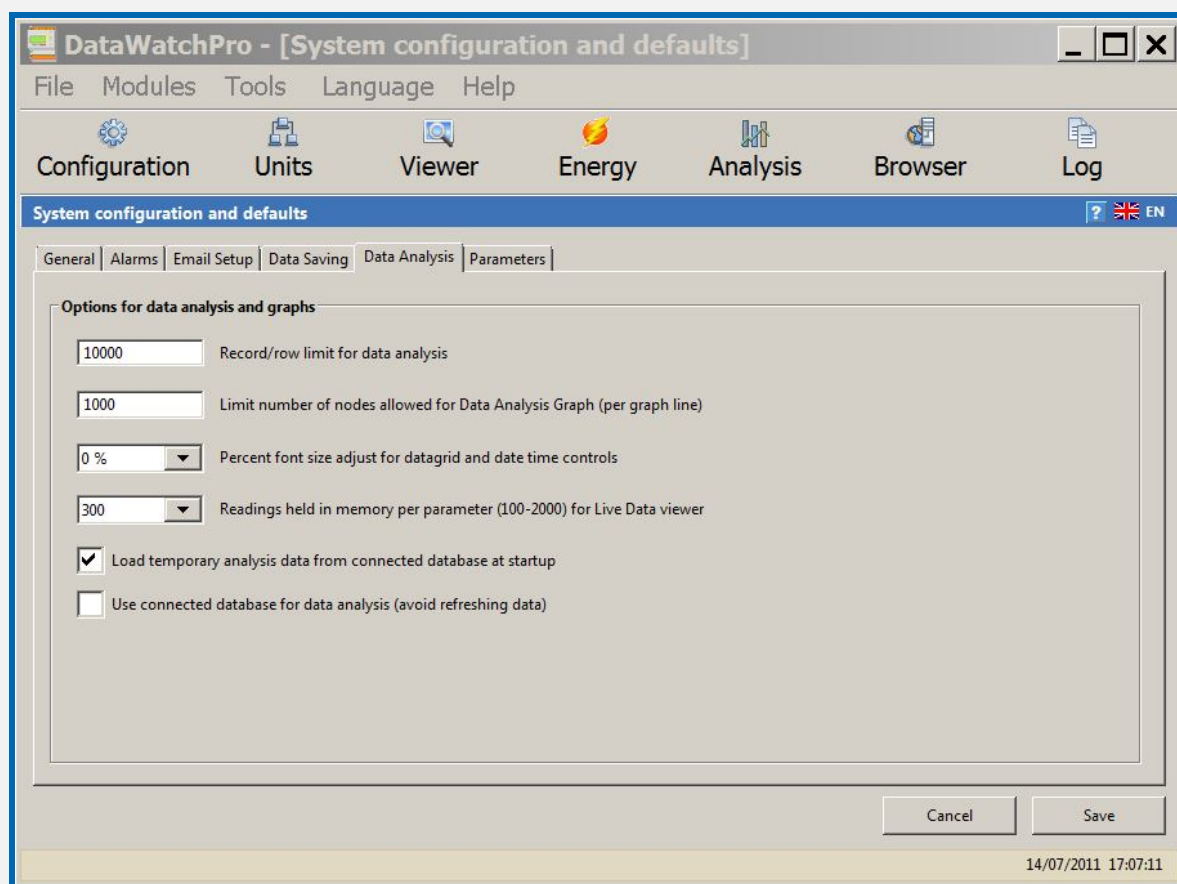 DataWatchPro - [System configuration and defaults]
File Modules Tools Language Help
Configuration Units Viewer Energy Analysis Browser Log
System configuration and defaults ? EN
General Alarms Email Setup Data Saving Data Analysis Parameters
Options for data analysis and graphs
10000 Record/row limit for data analysis
1000 Limit number of nodes allowed for Data Analysis Graph (per graph line)
0 % Percent font size adjust for datagrid and date time controls
300 Readings held in memory per parameter (100-2000) for Live Data viewer
Load temporary analysis data from connected database at startup
Use connected database for data analysis (avoid refreshing data)
Cancel Save
14/07/2011 17:07:11